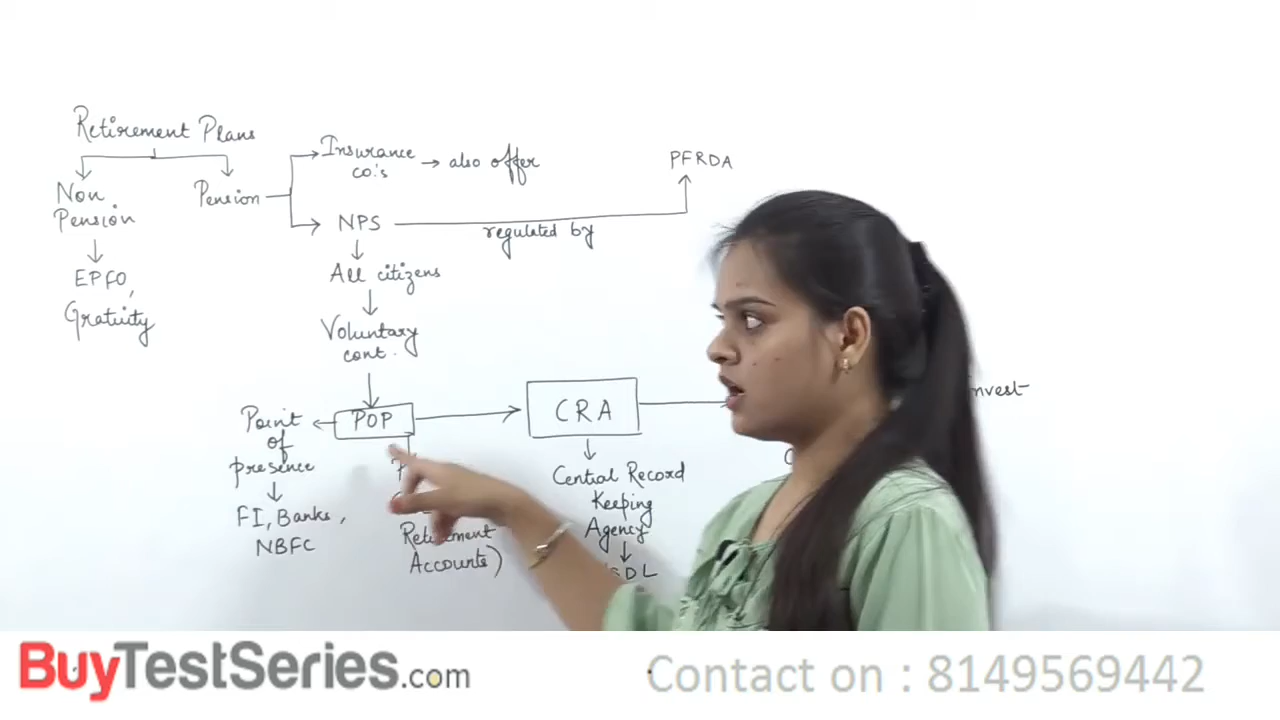 Retirement Plans
Non
Pension
EPFO,
Gratuity
Pension
Insurance
co's
also offer
NPS
regulated by
PFRDA
All citizens
Voluntary
cont.
POP
Point
of
presence
FI, Banks,
NBFC
Retirement
Accounts)
CRA
Central Record
Keeping
Agency
SDL
nvest
BuyTestSeries.com
Contact on : 8149569442